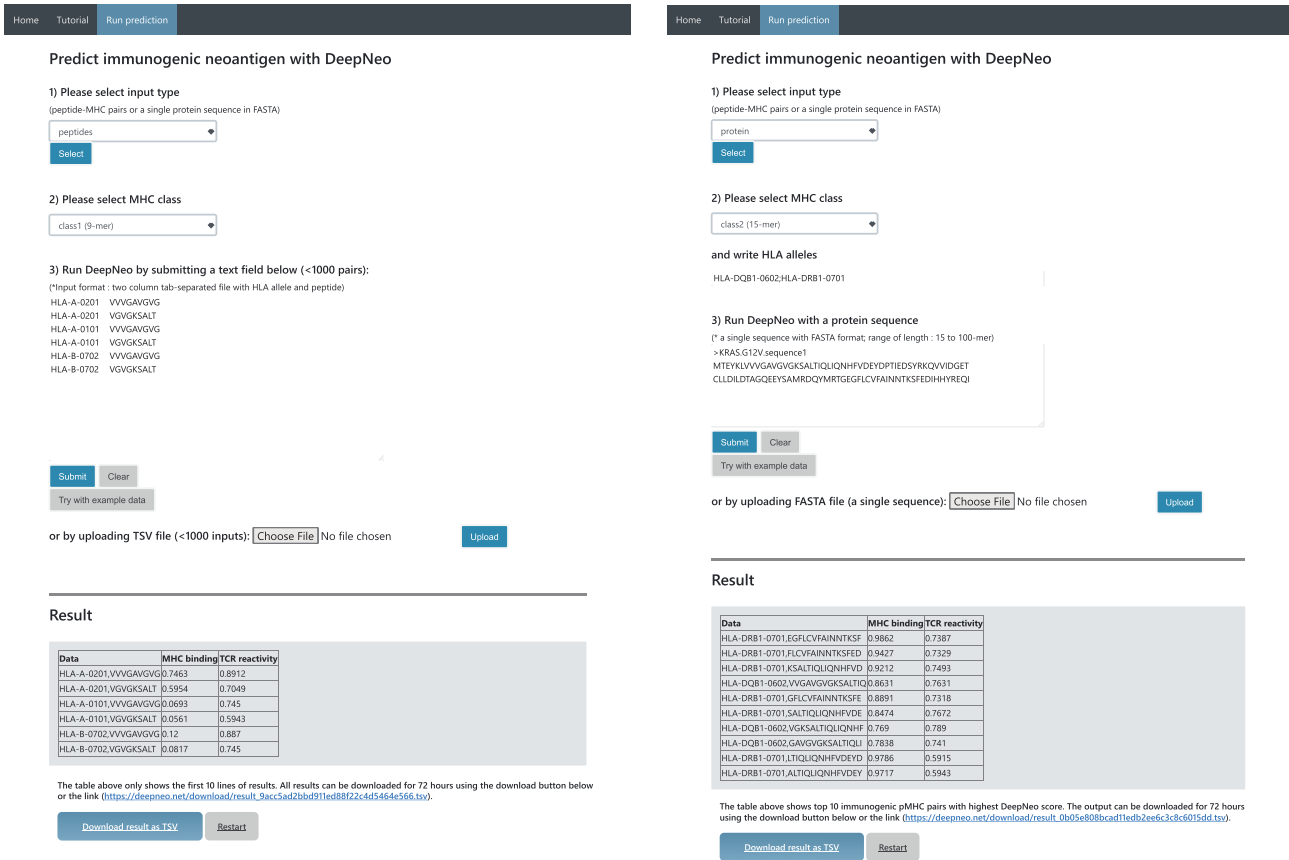 Home Tutorial Run prediction
Predict immunogenic neoantigen with DeepNeo
1) Please select input type
(peptide-MHC pairs or a single protein sequence in FASTA)
peptides
Select
2) Please select MHC class
class1 (9-mer)
3) Run DeepNeo by submitting a text field below (<1000 pairs):
(*Input format : two column tab-separated file with HLA allele and peptide)
HLA-A-0201 VVVGAVGVG
HLA-A-0201 VGVGKSALT
HLA-A-0101 VVVGAVGVG
HLA-A-0101 VGVGKSALT
HLA-B-0702 VVVGAVGVG
HLA-B-0702 VGVGKSALT
Submit Clear
Try with example data
or by uploading TSV file (<1000 inputs): Choose File No file chosen Upload
Result
Data MHC binding TCR reactivity
HLA-A-0201,VVVGAVGVG 0.7463 0.8912
HLA-A-0201,VGVGKSALT 0.5954 0.7049
HLA-A-0101,VVVGAVGVG 0.0693 0.745
HLA-A-0101,VGVGKSALT 0.0561 0.5943
HLA-B-0702,VVVGAVGVG 0.12 0.887
HLA-B-0702,VGVGKSALT 0.0817 0.745
The table above only shows the first 10 lines of results. All results can be downloaded for 72 hours using the download button below
or the link (https://deepneo.net/download/result_9acc5ad2bbd911ed88f22c4d5464e566.tsv).
Download result as TSV Restart
Home Tutorial Run prediction
Predict immunogenic neoantigen with DeepNeo
1) Please select input type
(peptide-MHC pairs or a single protein sequence in FASTA)
protein
Select
2) Please select MHC class
class2 (15-mer)
and write HLA alleles
HLA-DQB1-0602;HLA-DRB1-0701
3) Run DeepNeo with a protein sequence
(* a single sequence with FASTA format; range of length : 15 to 100-mer)
>KRAS.G12V.sequence1
MTEYKLVVVGAVGVGKSALTIQLIQNHFVDEYDPTIEDSYRKQVVIDGET
CLLDILDTAGQEEYSAMRDQYMRTGEGFLCVFAINNTKSFEDIHHYREQI
Submit Clear
Try with example data
or by uploading FASTA file (a single sequence): Choose File No file chosen Upload
Result
Data MHC binding TCR reactivity
HLA-DRB1-0701,EGFLCVFAINNTKSF 0.9862 0.7387
HLA-DRB1-0701,FLCVFAINNTKSFED 0.9427 0.7329
HLA-DRB1-0701,KSALTIQLIQNHFVD 0.9212 0.7493
HLA-DQB1-0602,VVGAVGVGKSALTIQ 0.8631 0.7631
HLA-DRB1-0701,GFLCVFAINNTKSFE 0.8891 0.7318
HLA-DRB1-0701,SALTIQLIQNHFVDE 0.8474 0.7672
HLA-DQB1-0602,VGKSALTIQLIQNHF 0.769 0.789
HLA-DQB1-0602,GAVGVGKSALTIQLI 0.7838 0.741
HLA-DRB1-0701,LTIQLIQNHFVDEYD 0.9786 0.5915
HLA-DRB1-0701,ALTIQLIQNHFVDEY 0.9717 0.5943
The table above shows top 10 immunogenic pMHC pairs with highest DeepNeo score. The output can be downloaded for 72 hours
using the download button below or the link (https://deepneo.net/download/result_0b05e808bcad11edb2ee6c3c8c6015dd.tsv).
Download result as TSV Restart